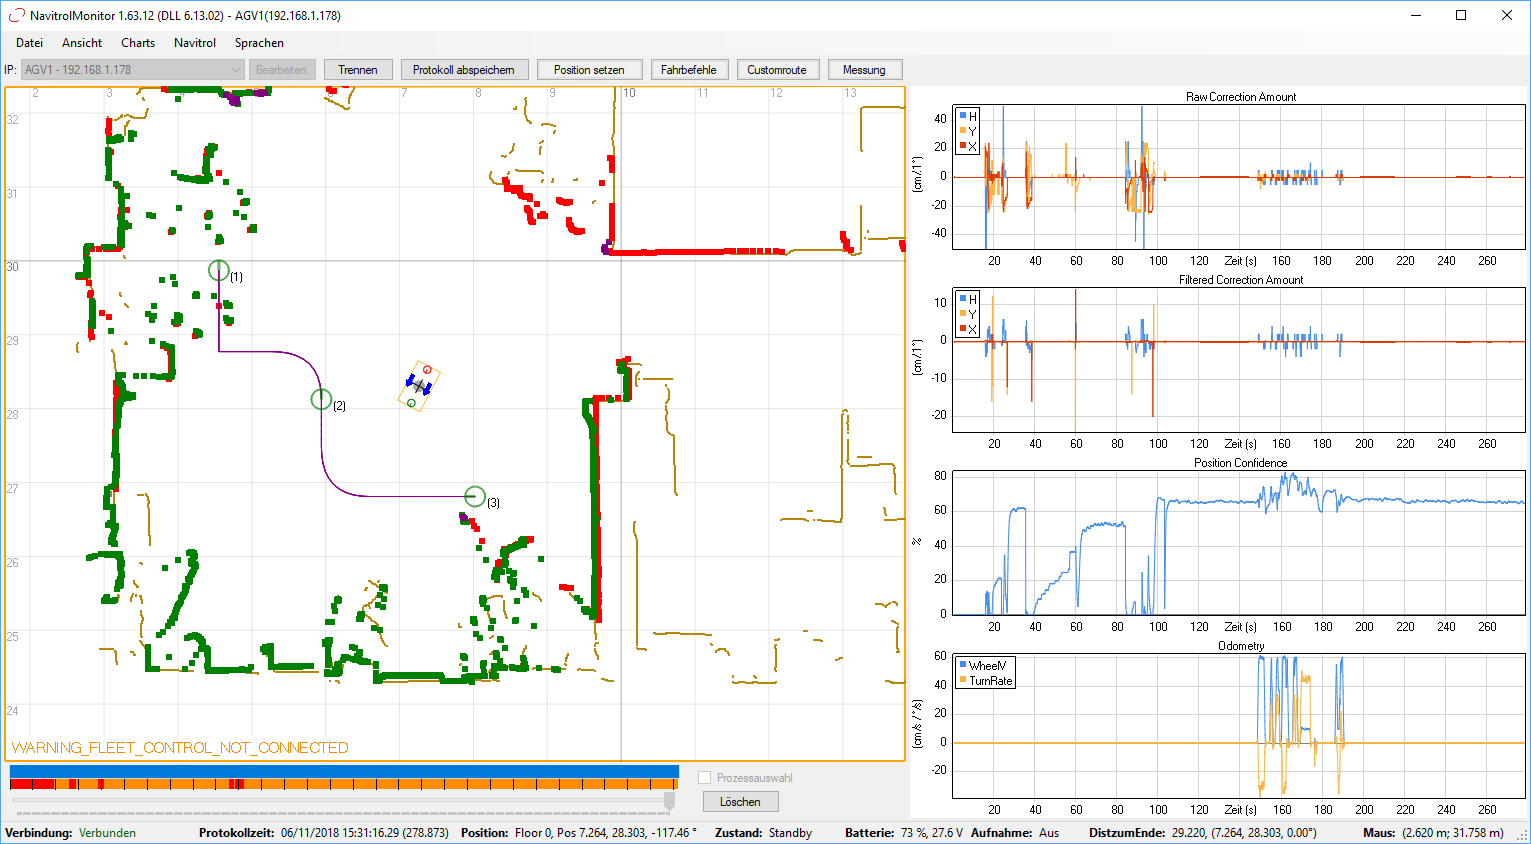 NavitrolMonitor 1.63.12 (DLL 6.13.02) - AGV1(192.168.1.178)
Datei Ansicht Charts Navitrol Sprachen
IP: AGV1 - 192.168.1.178 Bearbeiten Trennen Protokoll abspeichern Position setzen Fahrbefehle Customroute Messung
2 3 4 5 6 7 8 9 10 11 12 13
32
31
30
29
28
27
26
25
24
(1)
(2)
(3)
WARNING_FLEET_CONTROL_NOT_CONNECTED
Raw Correction Amount
H
Y
X
(cm/1°)
40
20
0
-20
-40
20 40 60 80 100 120 140 160 180 200 220 240 260
Zeit (s)
Filtered Correction Amount
H
Y
X
(cm/1°)
10
0
-10
-20
20 40 60 80 100 120 140 160 180 200 220 240 260
Zeit (s)
Position Confidence
%
80
60
40
20
0
20 40 60 80 100 120 140 160 180 200 220 240 260
Zeit (s)
Odometry
WheelV
TurnRate
(cm/s /°/s)
60
40
20
0
-20
20 40 60 80 100 120 140 160 180 200 220 240 260
Zeit (s)
Prozessauswahl
Löschen
Verbindung: Verbunden Protokollzeit: 06/11/2018 15:31:16.29 (278.873) Position: Floor 0, Pos 7.264, 28.303, -117.46 ° Zustand: Standby Batterie: 73 %, 27.6 V Aufnahme: Aus DistzumEnde: 29.220, (7.264, 28.303, 0.00°) Maus: (2.620 m; 31.758 m)